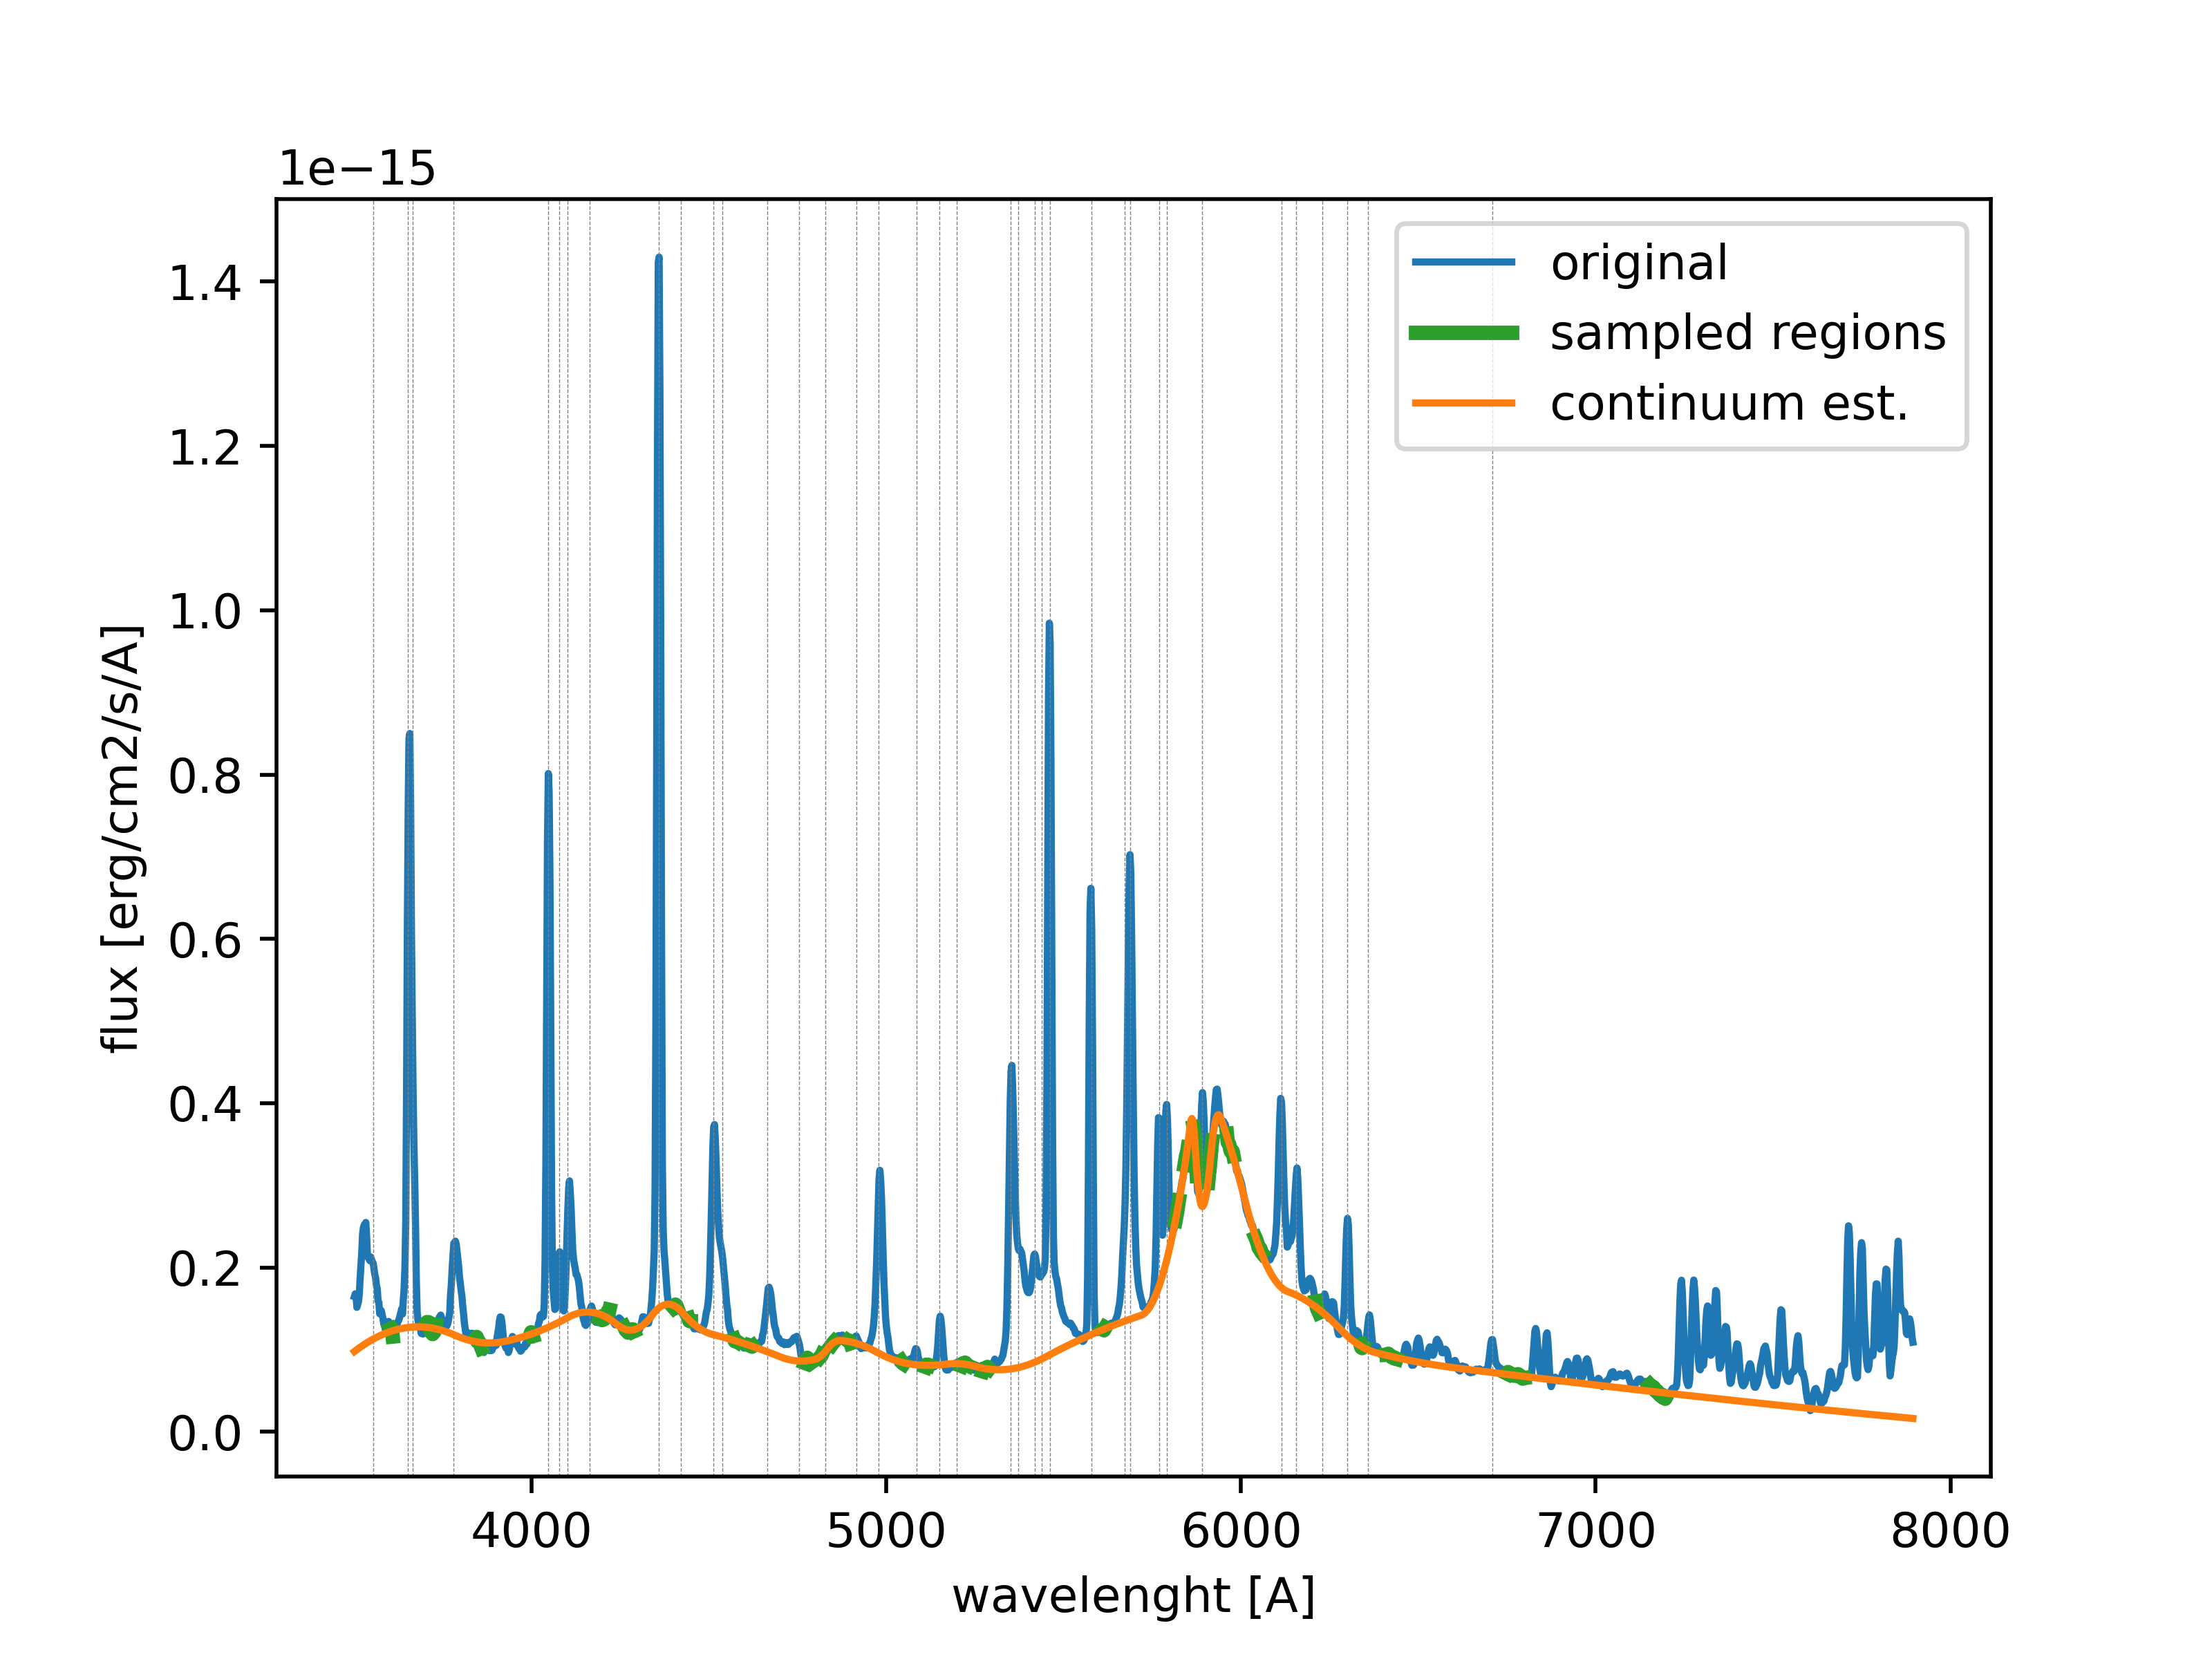 1e−15
1.4
1.2
1.0
0.8
0.6
0.4
0.2
0.0
flux [erg/cm2/s/A]
original
sampled regions
continuum est.
4000 5000 6000 7000 8000
wavelenght [A]